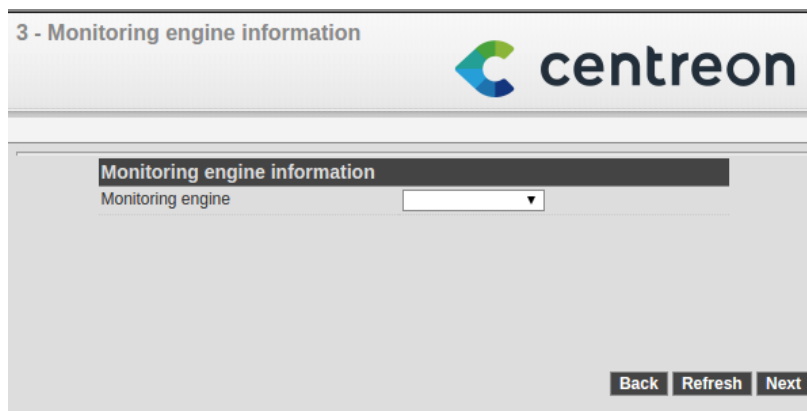 3 - Monitoring engine information
centreon
Monitoring engine information
Monitoring engine
Back Refresh Next